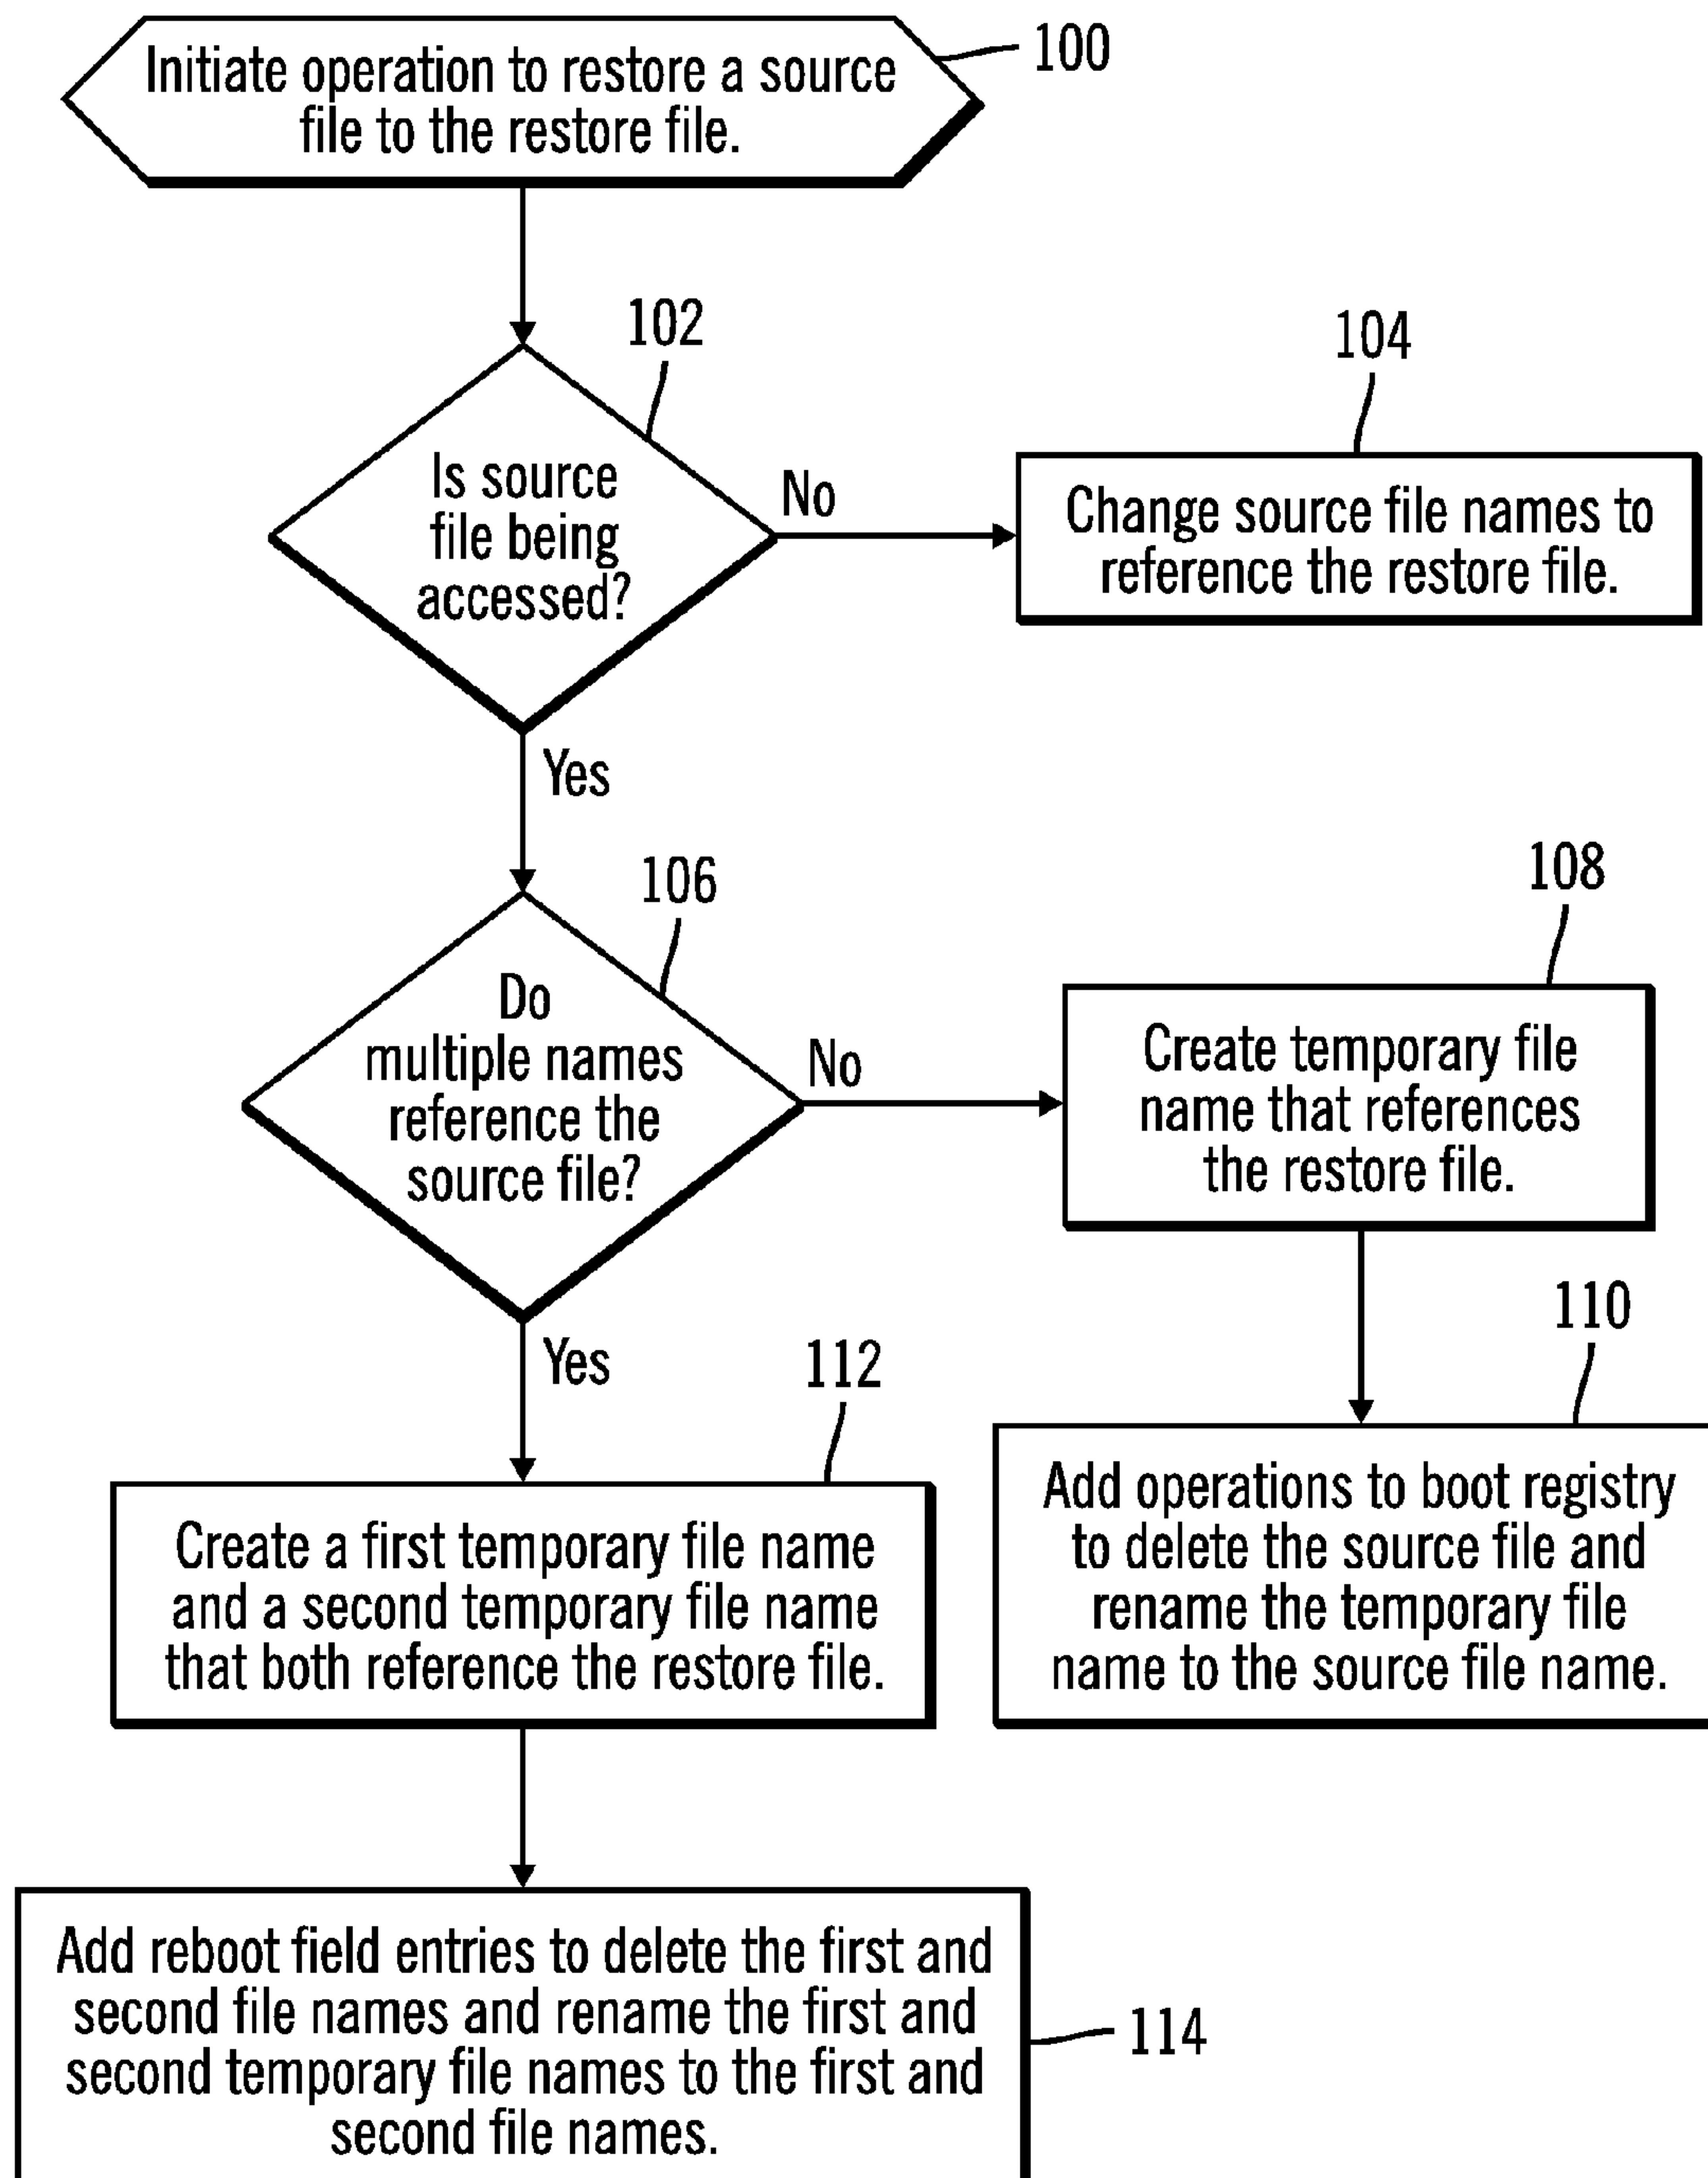 Initiate operation to restore a source
file to the restore file.
100
102
Is source
file being
accessed?
No
104
Change source file names to
reference the restore file.
Yes
106
Do
multiple names
reference the
source file?
No
108
Create temporary file
name that references
the restore file.
110
Add operations to boot registry
to delete the source file and
rename the temporary file
name to the source file name.
Yes
112
Create a first temporary file name
and a second temporary file name
that both reference the restore file.
Add reboot field entries to delete the first and
second file names and rename the first and
second temporary file names to the first and
second file names.
114